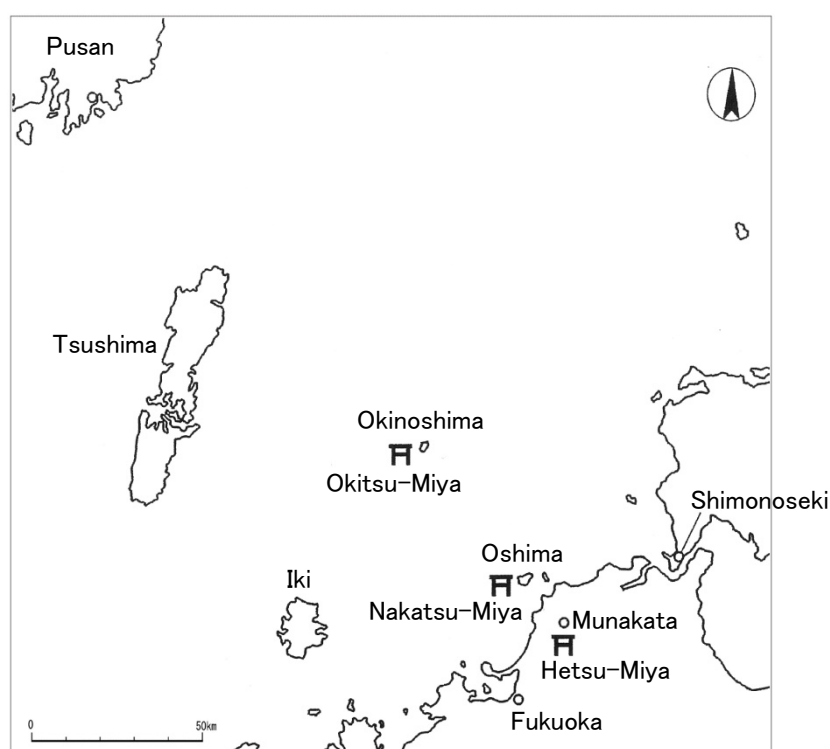 Pusan
Tsushima
Okinoshima
Okitsu-Miya
Shimonoseki
Oshima
Iki
Nakatsu-Miya
Munakata
Hetsu-Miya
Fukuoka
0 50km